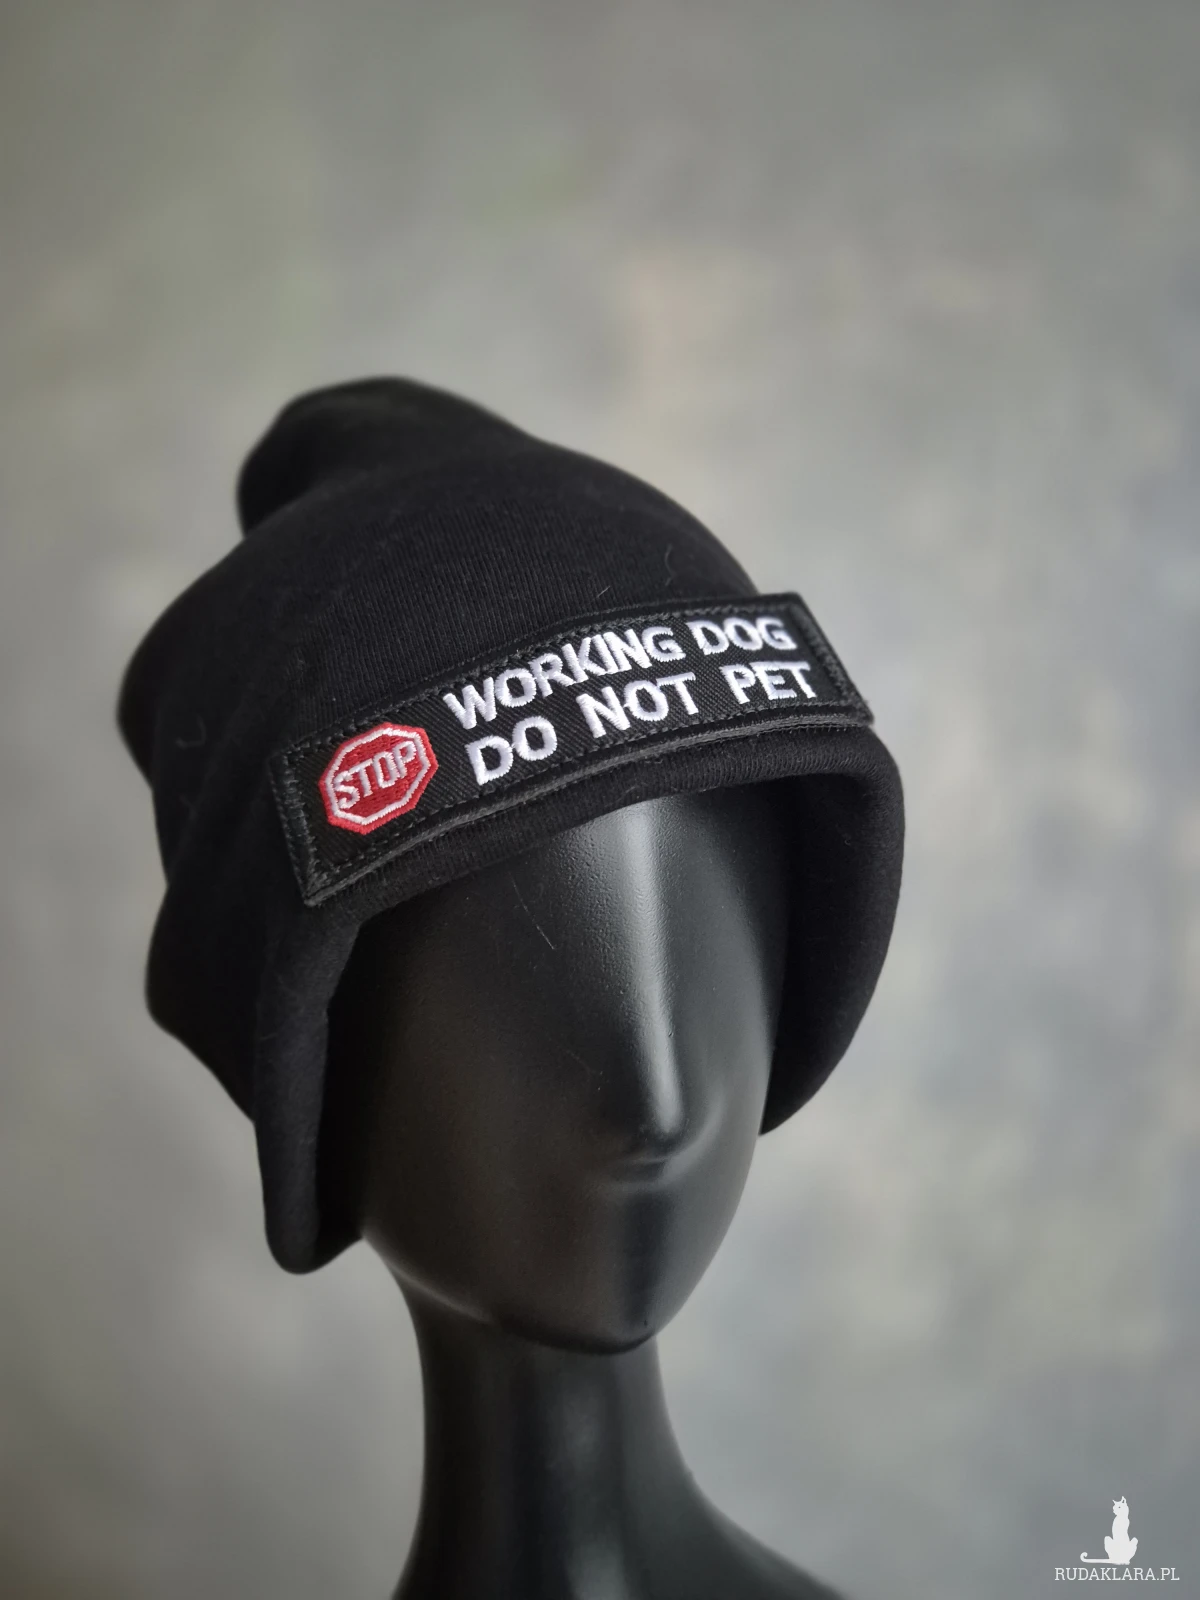 STOP
WORKING DOG
DO NOT PET
RUDAKLARA.PL